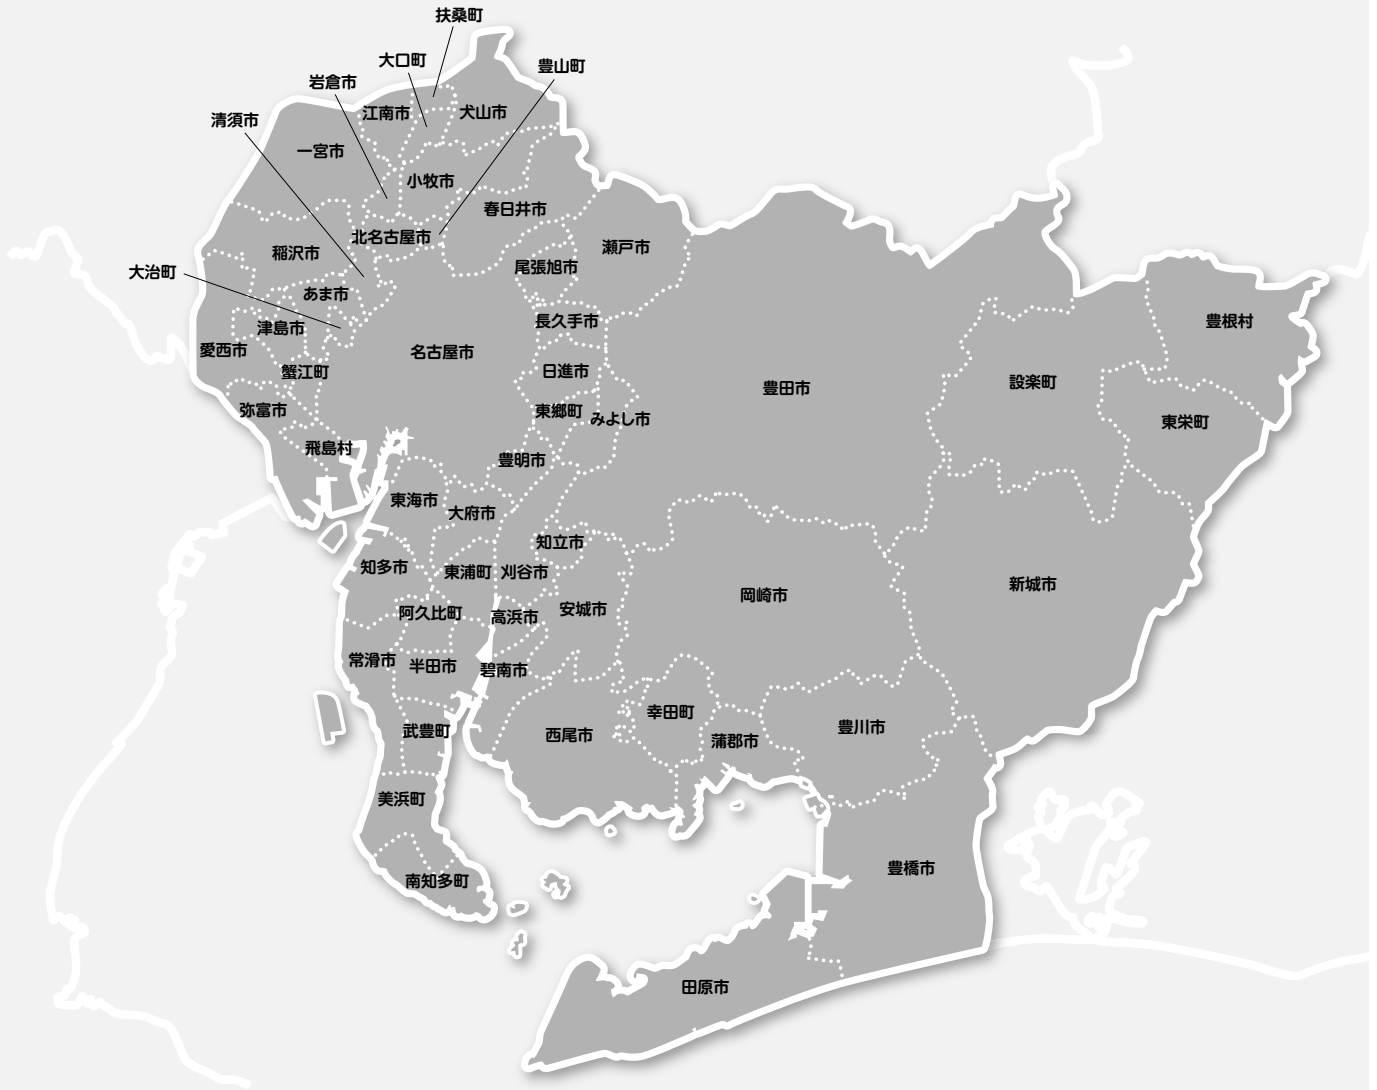 扶桑町
大口町
豊山町
岩倉市
江南市
犬山市
清須市
一宮市
小牧市
春日井市
北名古屋市
瀬戸市
稲沢市
尾張旭市
大治町
あま市
長久手市
豊根村
津島市
愛西市
名古屋市
蟹江町
日進市
設楽町
豊田市
弥富市
東郷町
みよし市
東栄町
飛島村
豊明市
東海市
大府市
知立市
知多市
東浦町
刈谷市
新城市
岡崎市
阿久比町
高浜市
安城市
常滑市
半田市
碧南市
幸田町
武豊町
西尾市
蒲郡市
豊川市
美浜町
豊橋市
南知多町
田原市